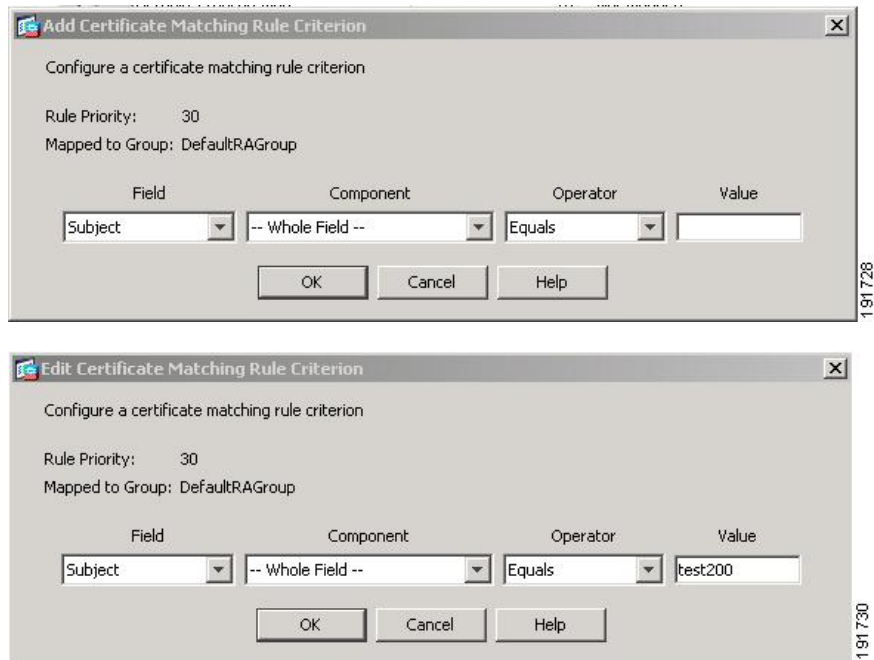 Add Certificate Matching Rule Criterion
Configure a certificate matching rule criterion
Rule Priority: 30
Mapped to Group: DefaultRAGroup
Field Component Operator Value
Subject -- Whole Field -- Equals
OK Cancel Help
191728
Edit Certificate Matching Rule Criterion
Configure a certificate matching rule criterion
Rule Priority: 30
Mapped to Group: DefaultRAGroup
Field Component Operator Value
Subject -- Whole Field -- Equals test200
OK Cancel Help
191730